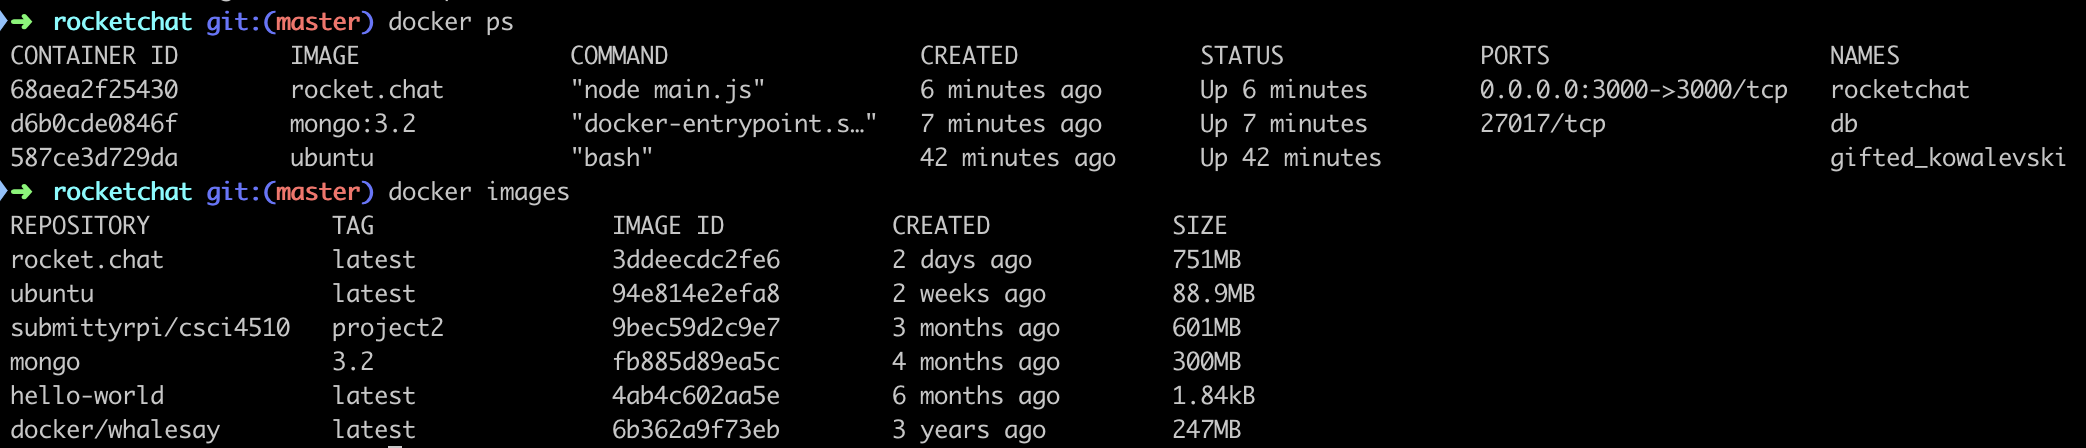 ➜ rocketchat git:(master) docker ps
CONTAINER ID IMAGE COMMAND CREATED STATUS PORTS NAMES
68aea2f25430 rocket.chat "node main.js" 6 minutes ago Up 6 minutes 0.0.0.0:3000->3000/tcp rocketchat
d6b0cde0846f mongo:3.2 "docker-entrypoint.s…" 7 minutes ago Up 7 minutes 27017/tcp db
587ce3d729da ubuntu "bash" 42 minutes ago Up 42 minutes gifted_kowalevski
➜ rocketchat git:(master) docker images
REPOSITORY TAG IMAGE ID CREATED SIZE
rocket.chat latest 3ddeecdc2fe6 2 days ago 751MB
ubuntu latest 94e814e2efa8 2 weeks ago 88.9MB
submittyrpi/csci4510 project2 9bec59d2c9e7 3 months ago 601MB
mongo 3.2 fb885d89ea5c 4 months ago 300MB
hello-world latest 4ab4c602aa5e 6 months ago 1.84kB
docker/whalesay latest 6b362a9f73eb 3 years ago 247MB